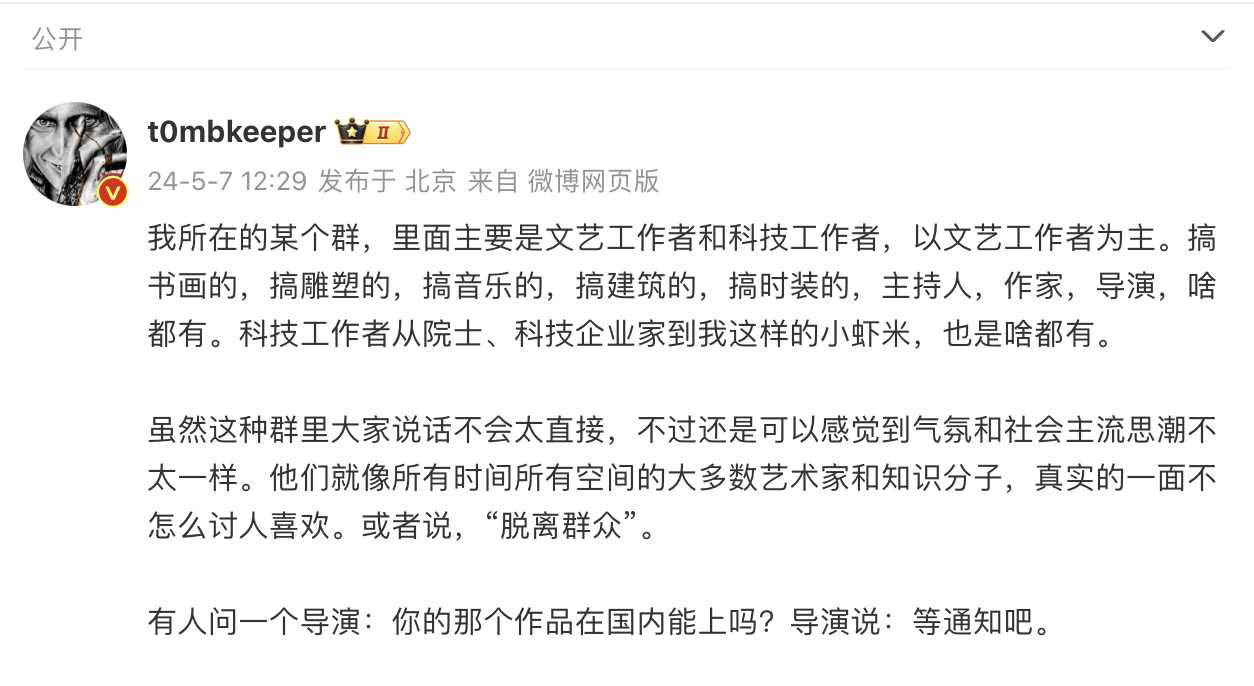 公开
t0mbkeeper II
24-5-7 12:29 发布于 北京 来自 微博网页版
我所在的某个群，里面主要是文艺工作者和科技工作者，以文艺工作者为主。搞
书画的，搞雕塑的，搞音乐的，搞建筑的，搞时装的，主持人，作家，导演，啥
都有。科技工作者从院士、科技企业家到我这样的小虾米，也是啥都有。
虽然这种群里大家说话不会太直接，不过还是可以感觉到气氛和社会主流思潮不
太一样。他们就像所有时间所有空间的大多数艺术家和知识分子，真实的一面不
怎么讨人喜欢。或者说，“脱离群众”。
有人问一个导演：你的那个作品在国内能上吗？导演说：等通知吧。